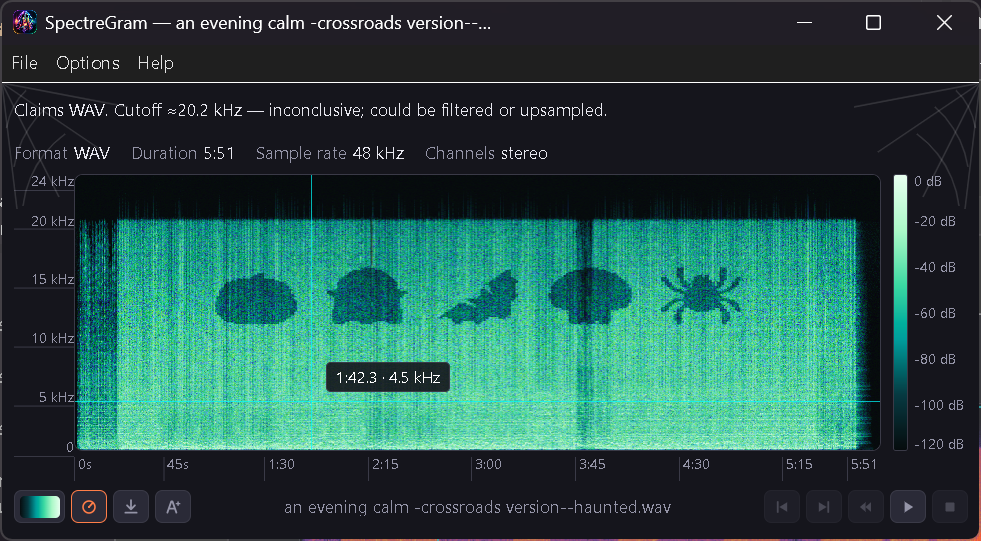 SpectreGram — an evening calm -crossroads version--...
File Options Help
Claims WAV. Cutoff ≈20.2 kHz — inconclusive; could be filtered or upsampled.
Format WAV Duration 5:51 Sample rate 48 kHz Channels stereo
24 kHz
20 kHz
15 kHz
10 kHz
5 kHz
0
1:42.3 · 4.5 kHz
0 dB
-20 dB
-40 dB
-60 dB
-80 dB
-100 dB
-120 dB
0s 45s 1:30 2:15 3:00 3:45 4:30 5:15 5:51
A+
an evening calm -crossroads version--haunted.wav